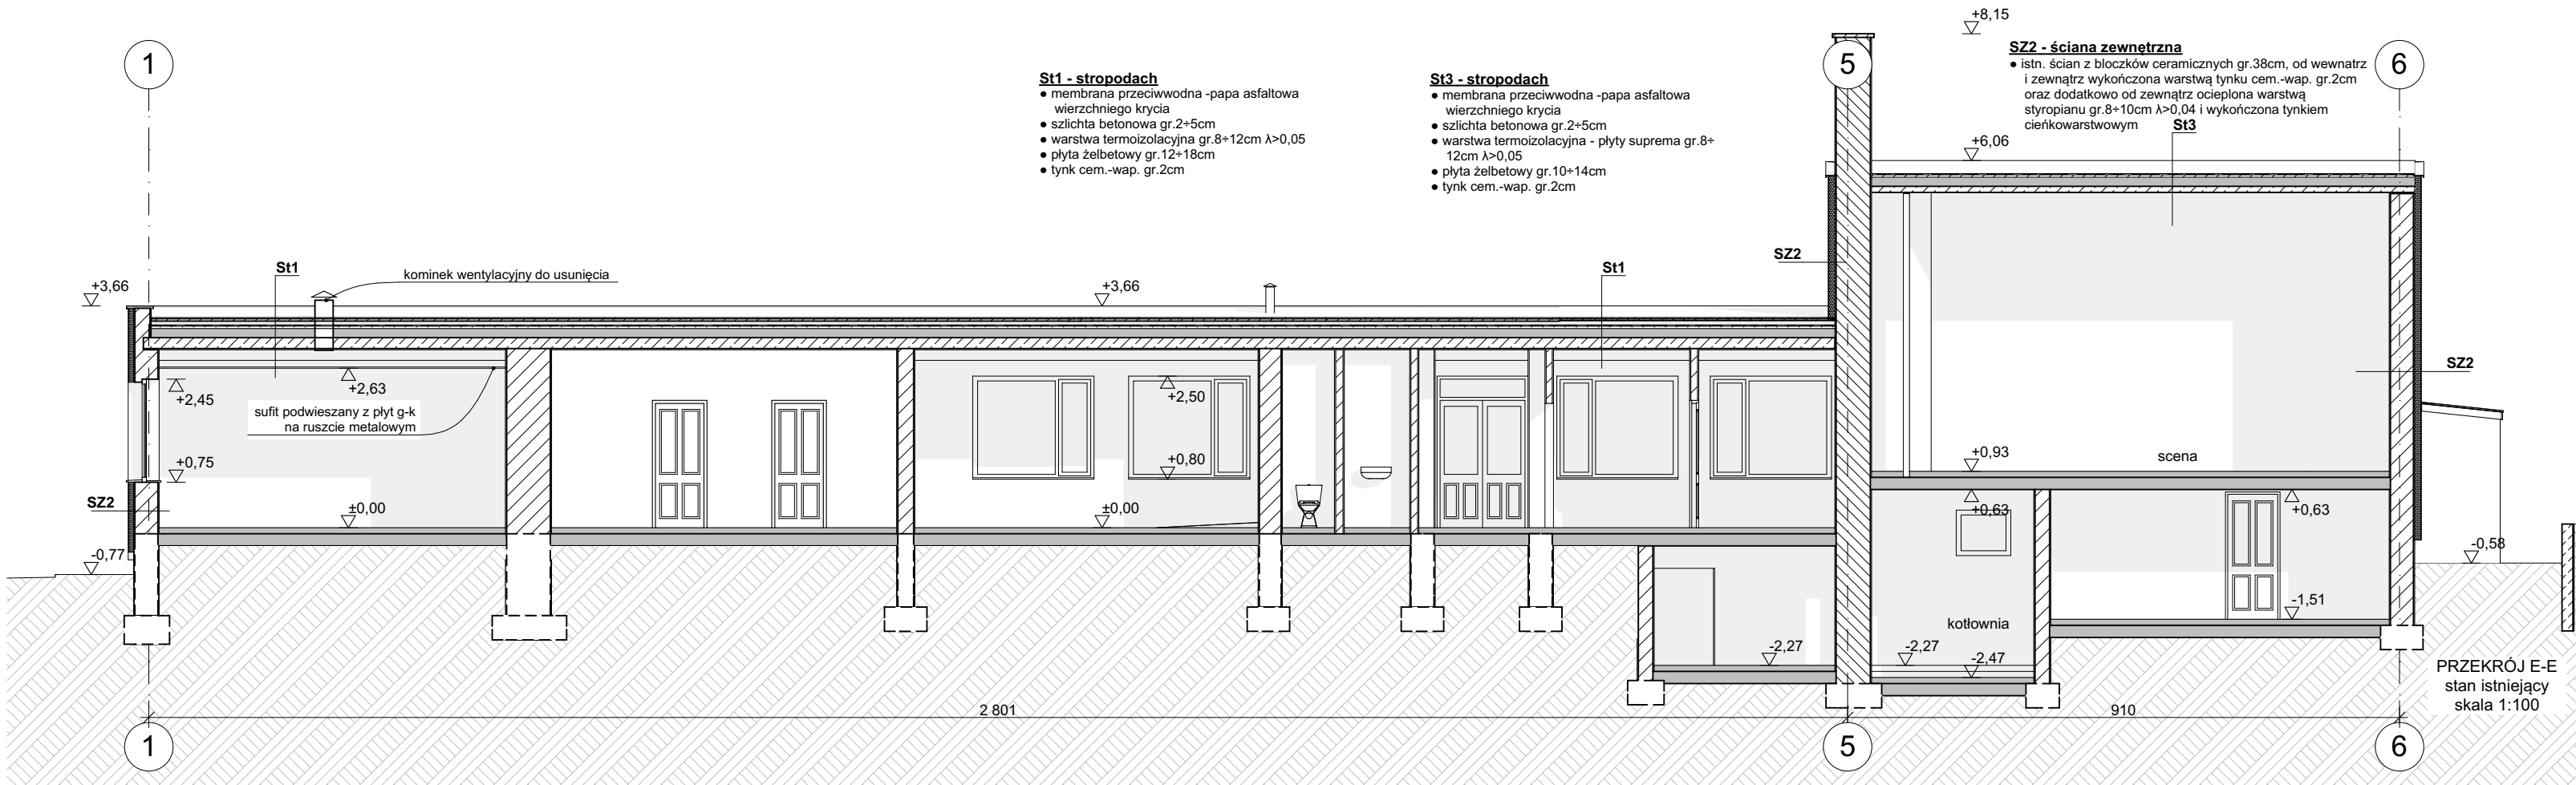 +8,15
1
5
6
St1 - stropodach
● membrana przeciwwodna -papa asfaltowa
wierzchniego krycia
● szlichta betonowa gr.2÷5cm
● warstwa termoizolacyjna gr.8÷12cm λ>0,05
● płyta żelbetowy gr.12÷18cm
● tynk cem.-wap. gr.2cm
St3 - stropodach
● membrana przeciwwodna -papa asfaltowa
wierzchniego krycia
● szlichta betonowa gr.2÷5cm
● warstwa termoizolacyjna - płyty suprema gr.8÷
12cm λ>0,05
● płyta żelbetowy gr.10÷14cm
● tynk cem.-wap. gr.2cm
SZ2 - ściana zewnętrzna
● istn. ścian z bloczków ceramicznych gr.38cm, od wewnatrz
i zewnątrz wykończona warstwą tynku cem.-wap. gr.2cm
oraz dodatkowo od zewnątrz ocieplona warstwą
styropianu gr.8÷10cm λ>0,04 i wykończona tynkiem
cieńkowarstwowym
St3
+6,06
SZ2
St1
kominek wentylacyjny do usunięcia
St1
+3,66
+3,66
SZ2
+2,63
+2,45
+2,50
sufit podwieszany z płyt g-k
na ruszcie metalowym
+0,75
+0,80
+0,93
scena
SZ2
±0,00
±0,00
+0,63
+0,63
-0,77
-0,58
-1,51
kotłownia
-2,27
-2,27
-2,47
PRZEKRÓJ E-E
stan istniejący
skala 1:100
2 801
910
1
5
6